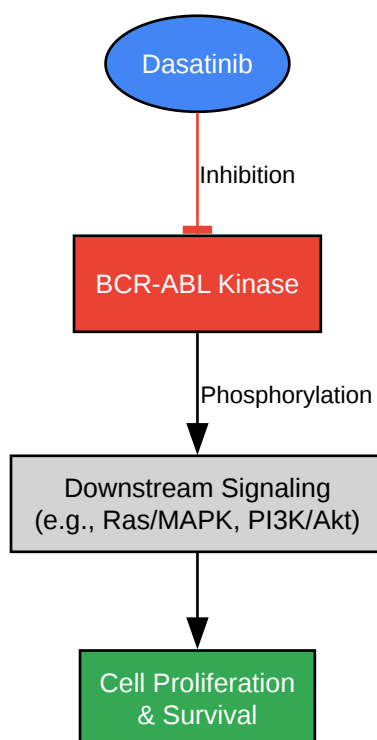 Dasatinib
Inhibition
BCR-ABL Kinase
Phosphorylation
Downstream Signaling
(e.g., Ras/MAPK, PI3K/Akt)
Cell Proliferation
& Survival